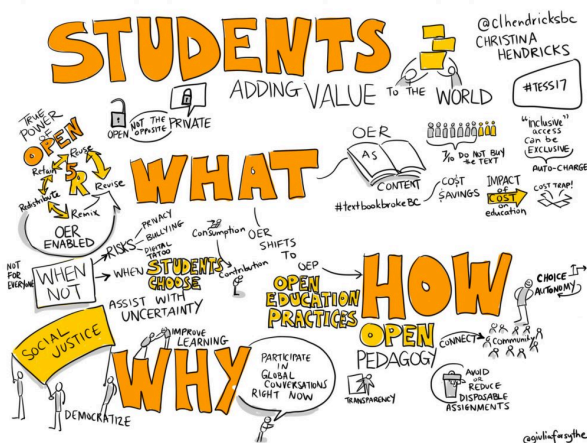 STUDENTS
ADDING VALUE TO THE WORLD
@clhendricksbc
CHRISTINA
HENDRICKS
#TESS17
TRUE
POWER
OF
OPEN
5R
Reuse
Revise
Remix
Redistribute
Retain
OER
ENABLED
OPEN
NOT THE
OPPOSITE
PRIVATE
WHAT
OER
AS
CONTENT
7/10 DO NOT BUY
the TEXT
"Inclusive"
access
can be
EXCLUSIVE
AUTO-CHARGE
#textbookbrokeBC
COST
SAVINGS
IMPACT
of
COST
on
education
COST TRAP!
NOT
FOR
EVERYONE
WHEN
NOT
RISKS
PRIVACY
BULLYING
DIGITAL
TATOO
WHEN STUDENTS
CHOOSE
ASSIST WITH
UNCERTAINTY
Consumption
Contribution
OER
SHIFTS
TO
OEP
OPEN
EDUCATION
PRACTICES
HOW
OPEN
PEDAGOGY
CHOICE
AUTONOMY
CONNECT
Community
TRANSPARENCY
AVOID
OR
REDUCE
DISPOSABLE
ASSIGNMENTS
SOCIAL
JUSTICE
DEMOCRATIZE
WHY
IMPROVE
LEARNING
PARTICIPATE
IN
GLOBAL
CONVERSATIONS
RIGHT NOW
@giuliaforsythe